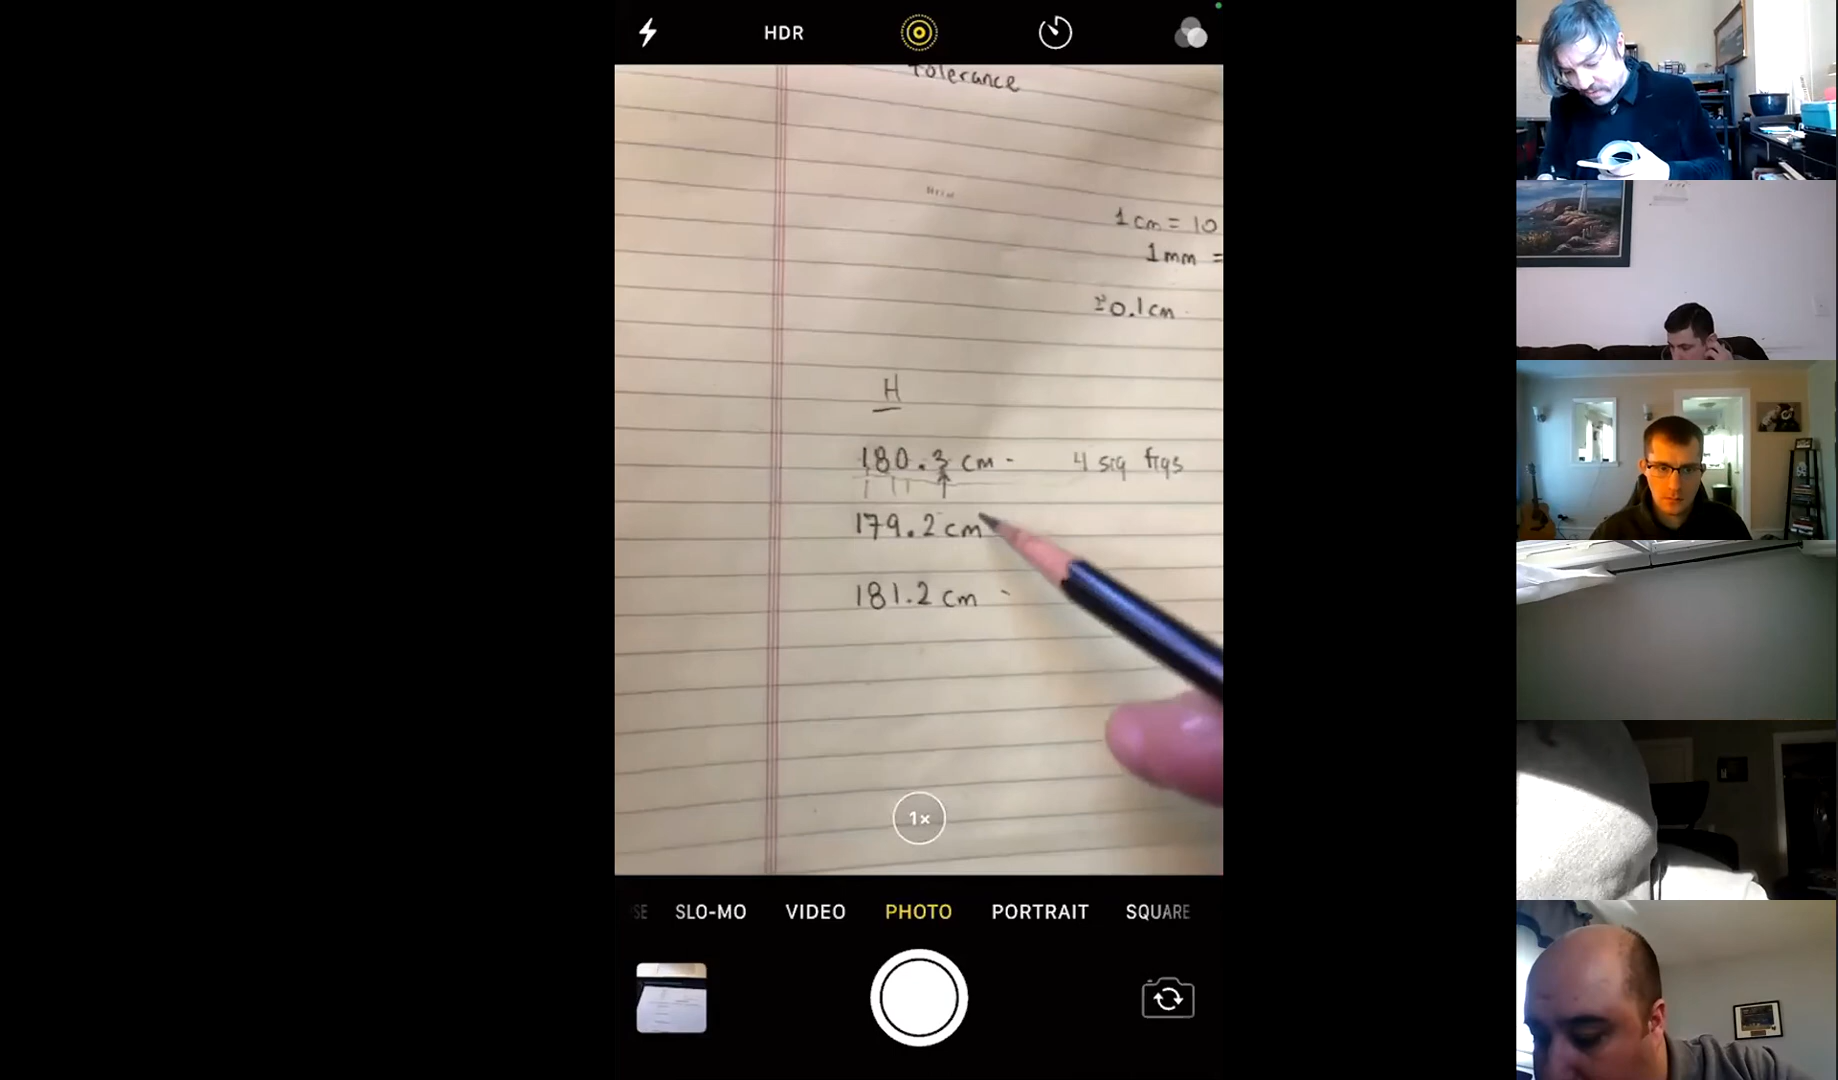 HDR
Tolerance
1 cm = 10
1 mm =
± 0.1 cm
H
180.3 cm - 4 sig figs
179.2 cm
181.2 cm -
1×
SE SLO-MO VIDEO PHOTO PORTRAIT SQUARE